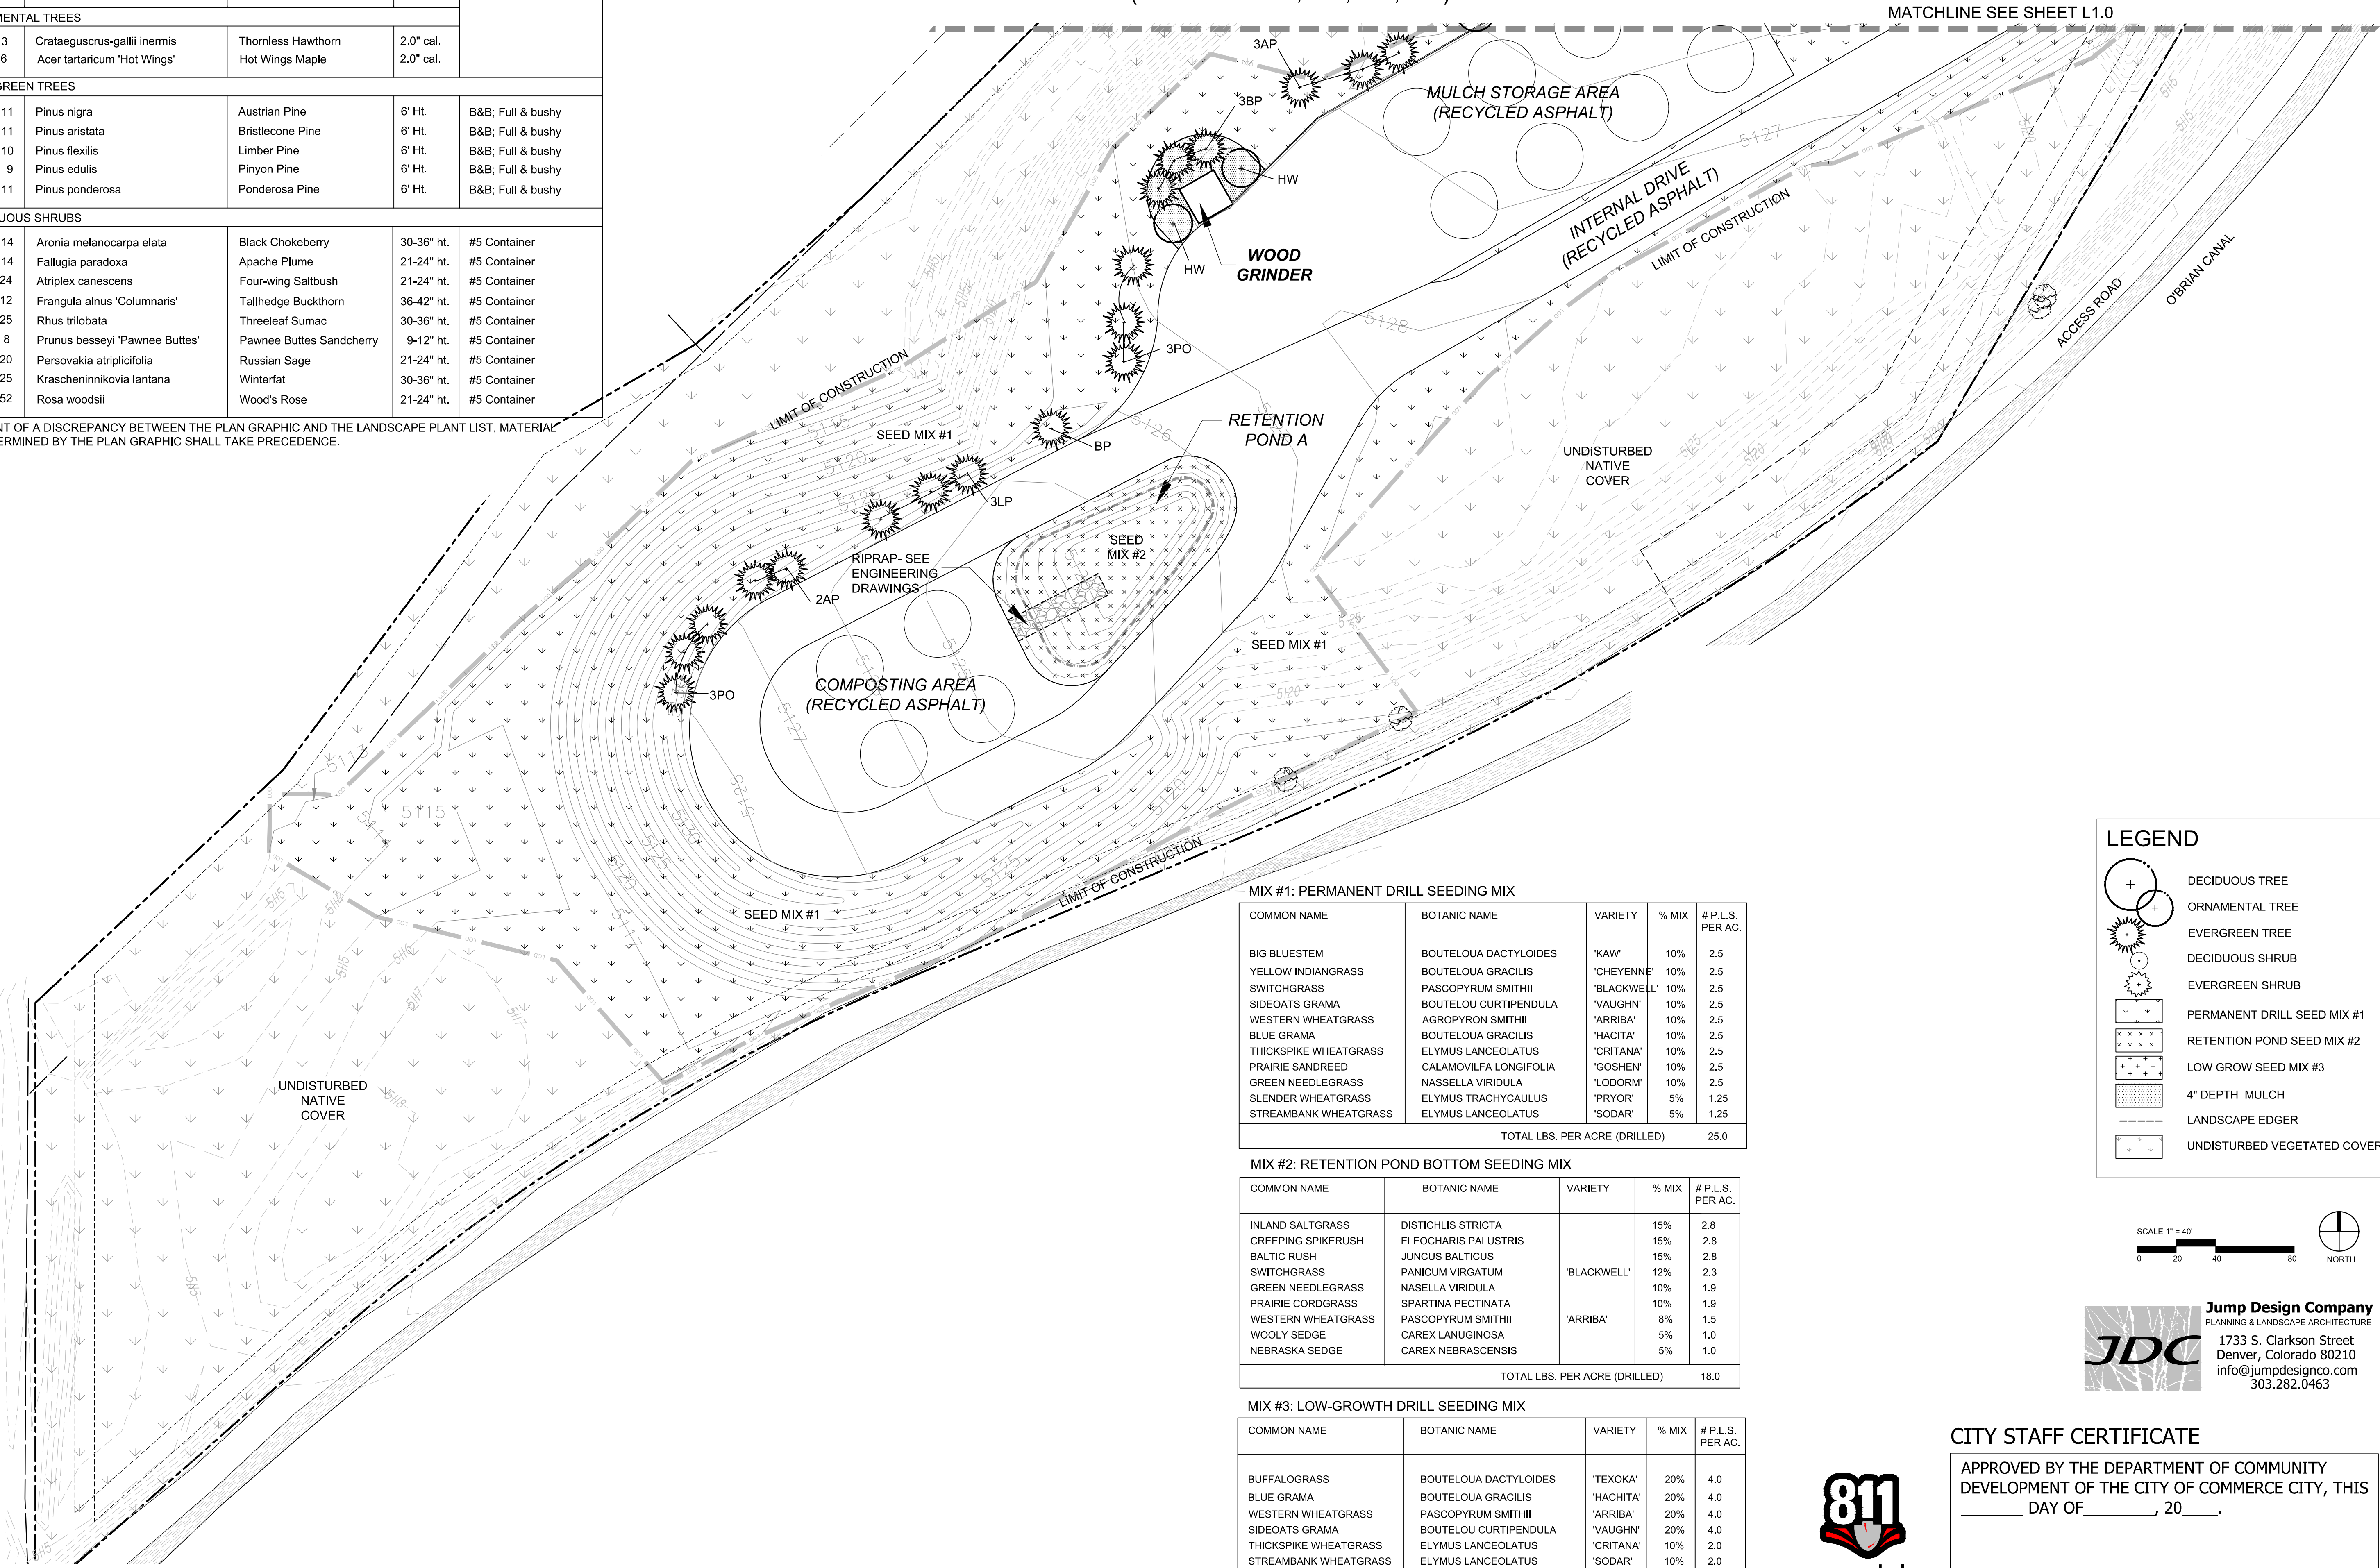 MATCHLINE SEE SHEET L1.0
MENTAL TREES
3 Crataeguscrus-gallii inermis Thornless Hawthorn 2.0" cal.
6 Acer tartaricum 'Hot Wings' Hot Wings Maple 2.0" cal.
GREEN TREES
11 Pinus nigra Austrian Pine 6' Ht. B&B; Full & bushy
11 Pinus aristata Bristlecone Pine 6' Ht. B&B; Full & bushy
10 Pinus flexilis Limber Pine 6' Ht. B&B; Full & bushy
9 Pinus edulis Pinyon Pine 6' Ht. B&B; Full & bushy
11 Pinus ponderosa Ponderosa Pine 6' Ht. B&B; Full & bushy
UOUS SHRUBS
14 Aronia melanocarpa elata Black Chokeberry 30-36" ht. #5 Container
14 Fallugia paradoxa Apache Plume 21-24" ht. #5 Container
24 Atriplex canescens Four-wing Saltbush 21-24" ht. #5 Container
12 Frangula alnus 'Columnaris' Tallhedge Buckthorn 36-42" ht. #5 Container
25 Rhus trilobata Threeleaf Sumac 30-36" ht. #5 Container
8 Prunus besseyi 'Pawnee Buttes' Pawnee Buttes Sandcherry 9-12" ht. #5 Container
20 Persovakia atriplicifolia Russian Sage 21-24" ht. #5 Container
25 Krascheninnikovia lantana Winterfat 30-36" ht. #5 Container
52 Rosa woodsii Wood's Rose 21-24" ht. #5 Container
NT OF A DISCREPANCY BETWEEN THE PLAN GRAPHIC AND THE LANDSCAPE PLANT LIST, MATERIAL
ERMINED BY THE PLAN GRAPHIC SHALL TAKE PRECEDENCE.
3AP
3BP
MULCH STORAGE AREA
(RECYCLED ASPHALT)
5127
HW
HW
WOOD
GRINDER
INTERNAL DRIVE
(RECYCLED ASPHALT)
LIMIT OF CONSTRUCTION
ACCESS ROAD
O'BRIAN CANAL
5115
5128
3PO
LIMIT OF CONSTRUCTION
5115
5120
SEED MIX #1
BP
5126
RETENTION
POND A
UNDISTURBED
NATIVE
COVER
5125
5120
3LP
RIPRAP- SEE
ENGINEERING
DRAWINGS
SEED
MIX #2
2AP
SEED MIX #1
3PO
COMPOSTING AREA
(RECYCLED ASPHALT)
5125
5127
5128
5120
5113
5115
5130
5125
5120
5117
5125
5120
LIMIT OF CONSTRUCTION
SEED MIX #1
5115
5114
5115
5116
5117
5117
5118
UNDISTURBED
NATIVE
COVER
5115
5115
MIX #1: PERMANENT DRILL SEEDING MIX
COMMON NAME BOTANIC NAME VARIETY % MIX # P.L.S.
PER AC.
BIG BLUESTEM BOUTELOUA DACTYLOIDES 'KAW' 10% 2.5
YELLOW INDIANGRASS BOUTELOUA GRACILIS 'CHEYENNE' 10% 2.5
SWITCHGRASS PASCOPYRUM SMITHII 'BLACKWELL' 10% 2.5
SIDEOATS GRAMA BOUTELOU CURTIPENDULA 'VAUGHN' 10% 2.5
WESTERN WHEATGRASS AGROPYRON SMITHII 'ARRIBA' 10% 2.5
BLUE GRAMA BOUTELOUA GRACILIS 'HACITA' 10% 2.5
THICKSPIKE WHEATGRASS ELYMUS LANCEOLATUS 'CRITANA' 10% 2.5
PRAIRIE SANDREED CALAMOVILFA LONGIFOLIA 'GOSHEN' 10% 2.5
GREEN NEEDLEGRASS NASSELLA VIRIDULA 'LODORM' 10% 2.5
SLENDER WHEATGRASS ELYMUS TRACHYCAULUS 'PRYOR' 5% 1.25
STREAMBANK WHEATGRASS ELYMUS LANCEOLATUS 'SODAR' 5% 1.25
TOTAL LBS. PER ACRE (DRILLED) 25.0
MIX #2: RETENTION POND BOTTOM SEEDING MIX
COMMON NAME BOTANIC NAME VARIETY % MIX # P.L.S.
PER AC.
INLAND SALTGRASS DISTICHLIS STRICTA 15% 2.8
CREEPING SPIKERUSH ELEOCHARIS PALUSTRIS 15% 2.8
BALTIC RUSH JUNCUS BALTICUS 15% 2.8
SWITCHGRASS PANICUM VIRGATUM 'BLACKWELL' 12% 2.3
GREEN NEEDLEGRASS NASELLA VIRIDULA 10% 1.9
PRAIRIE CORDGRASS SPARTINA PECTINATA 10% 1.9
WESTERN WHEATGRASS PASCOPYRUM SMITHII 'ARRIBA' 8% 1.5
WOOLY SEDGE CAREX LANUGINOSA 5% 1.0
NEBRASKA SEDGE CAREX NEBRASCENSIS 5% 1.0
TOTAL LBS. PER ACRE (DRILLED) 18.0
MIX #3: LOW-GROWTH DRILL SEEDING MIX
COMMON NAME BOTANIC NAME VARIETY % MIX # P.L.S.
PER AC.
BUFFALOGRASS BOUTELOUA DACTYLOIDES 'TEXOKA' 20% 4.0
BLUE GRAMA BOUTELOUA GRACILIS 'HACHITA' 20% 4.0
WESTERN WHEATGRASS PASCOPYRUM SMITHII 'ARRIBA' 20% 4.0
SIDEOATS GRAMA BOUTELOU CURTIPENDULA 'VAUGHN' 20% 4.0
THICKSPIKE WHEATGRASS ELYMUS LANCEOLATUS 'CRITANA' 10% 2.0
STREAMBANK WHEATGRASS ELYMUS LANCEOLATUS 'SODAR' 10% 2.0
LEGEND
DECIDUOUS TREE
ORNAMENTAL TREE
EVERGREEN TREE
DECIDUOUS SHRUB
EVERGREEN SHRUB
PERMANENT DRILL SEED MIX #1
RETENTION POND SEED MIX #2
LOW GROW SEED MIX #3
4" DEPTH MULCH
LANDSCAPE EDGER
UNDISTURBED VEGETATED COVER
SCALE 1" = 40'
0 20 40 80
NORTH
JDC
Jump Design Company
PLANNING & LANDSCAPE ARCHITECTURE
1733 S. Clarkson Street
Denver, Colorado 80210
info@jumpdesignco.com
303.282.0463
811
CITY STAFF CERTIFICATE
APPROVED BY THE DEPARTMENT OF COMMUNITY
DEVELOPMENT OF THE CITY OF COMMERCE CITY, THIS
_______ DAY OF________, 20____.